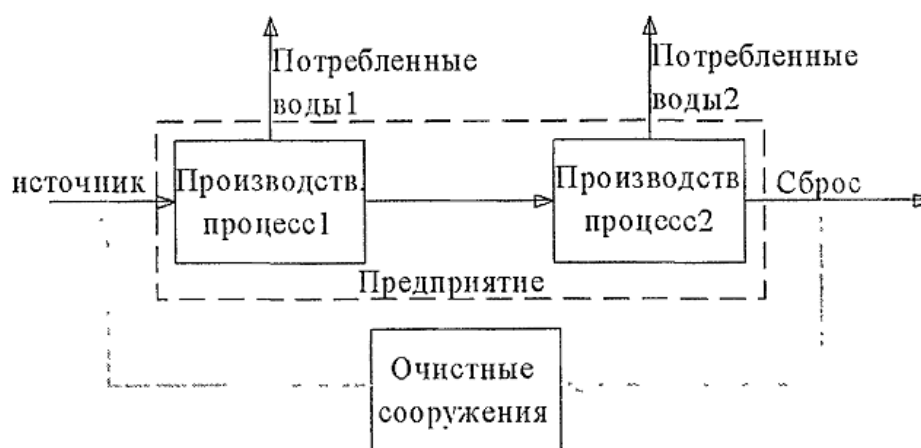 Потребленные
воды1
Потребленные
воды2
источник
Производств.
процесс1
Производств
процесс2
Сброс
Предприятие
Очистные
сооружения